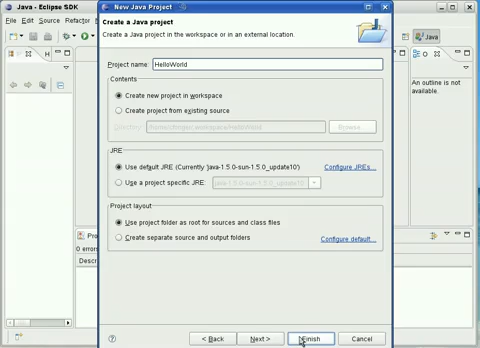 Java - Eclipse SDK
New Java Project
File Edit Source Refactor
Create a Java project
Create a Java project in the workspace or in an external location.
Java
Project name: HelloWorld
Contents
Create new project in workspace
Create project from existing source
Directory:
Browse...
JRE
Use default JRE (Currently 'java-1.5.0-sun-1.5.0_update10')
Configure JREs...
Use a project specific JRE: java-1.5.0-sun-1.5.0_update10
Project layout
Use project folder as root for sources and class files
Create separate source and output folders
Configure default...
An outline is not
available.
0 errors
Descr
< Back
Next >
Finish
Cancel